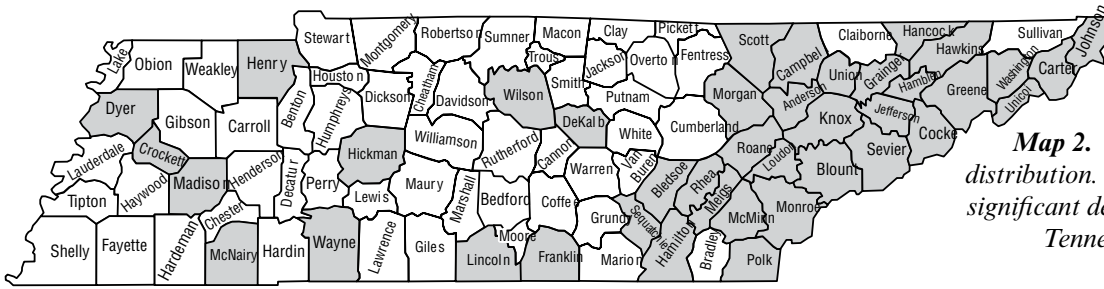 Lake
Obion
Weakley
Henry
Stewart
Montgomery
Robertson
Sumner
Macon
Trous
Clay
Pickett
Fentress
Scott
Campbel
Claiborne
Hancock
Hawkins
Sullivan
Johnson
Dyer
Gibson
Carroll
Benton
Houston
Humphreys
Dickson
Cheatham
Davidson
Wilson
Smith
Jackson
Overton
Putnam
Morgan
Anderson
Union
Grainger
Hamblen
Greene
Washington
Unicoi
Carter
Lauderdale
Crockett
Haywood
Madison
Henderson
Decatur
Perry
Hickman
Williamson
Rutherford
Cannon
DeKalb
White
Van
Buren
Cumberland
Roane
Loudon
Knox
Jefferson
Cocke
Sevier
Blount
Tipton
Chester
Lewis
Maury
Marshall
Bedford
Coffee
Warren
Grundy
Sequatchie
Bledsoe
Rhea
Meigs
McMinn
Monroe
Shelly
Fayette
Hardeman
McNairy
Hardin
Wayne
Lawrence
Giles
Lincoln
Moore
Franklin
Marion
Hamilton
Bradley
Polk
Map 2.
distribution.
significant de
Tenne